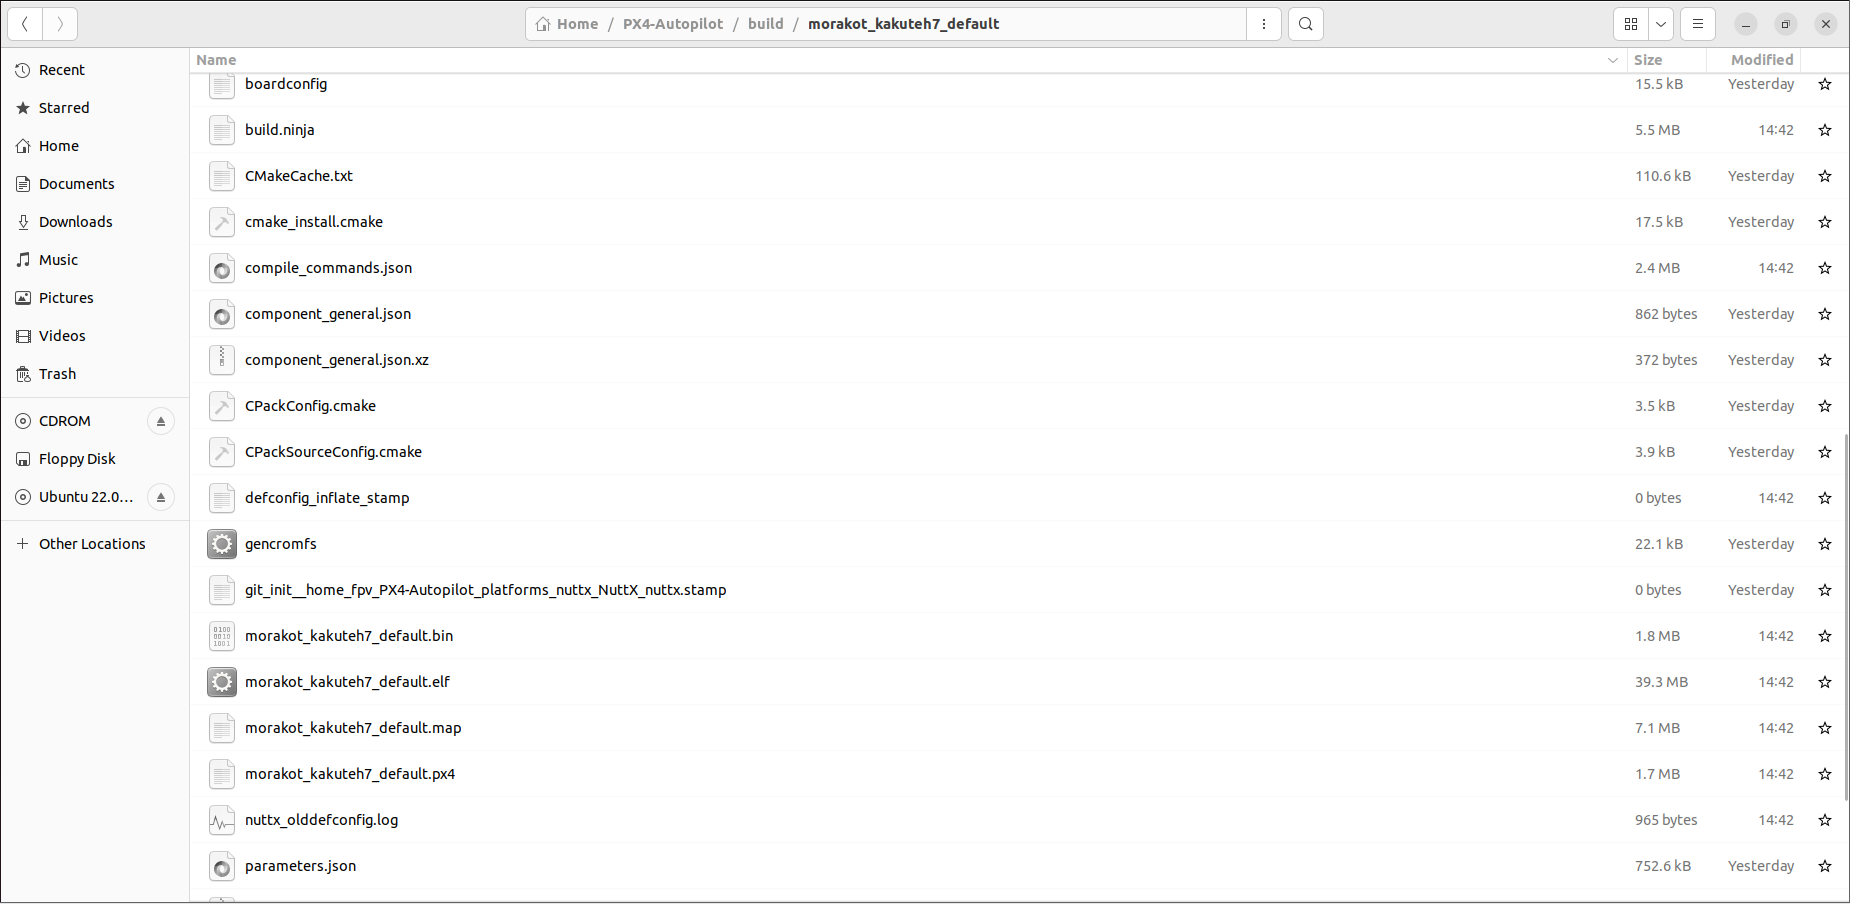 Home / PX4-Autopilot / build / morakot_kakuteh7_default
Recent
Starred
Home
Documents
Downloads
Music
Pictures
Videos
Trash
CDROM
Floppy Disk
Ubuntu 22.0...
Other Locations
Name Size Modified
boardconfig 15.5 kB Yesterday
build.ninja 5.5 MB 14:42
CMakeCache.txt 110.6 kB Yesterday
cmake_install.cmake 17.5 kB Yesterday
compile_commands.json 2.4 MB 14:42
component_general.json 862 bytes Yesterday
component_general.json.xz 372 bytes Yesterday
CPackConfig.cmake 3.5 kB Yesterday
CPackSourceConfig.cmake 3.9 kB Yesterday
defconfig_inflate_stamp 0 bytes 14:42
gencromfs 22.1 kB Yesterday
git_init__home_fpv_PX4-Autopilot_platforms_nuttx_NuttX_nuttx.stamp 0 bytes Yesterday
morakot_kakuteh7_default.bin 1.8 MB 14:42
morakot_kakuteh7_default.elf 39.3 MB 14:42
morakot_kakuteh7_default.map 7.1 MB 14:42
morakot_kakuteh7_default.px4 1.7 MB 14:42
nuttx_olddefconfig.log 965 bytes 14:42
parameters.json 752.6 kB Yesterday